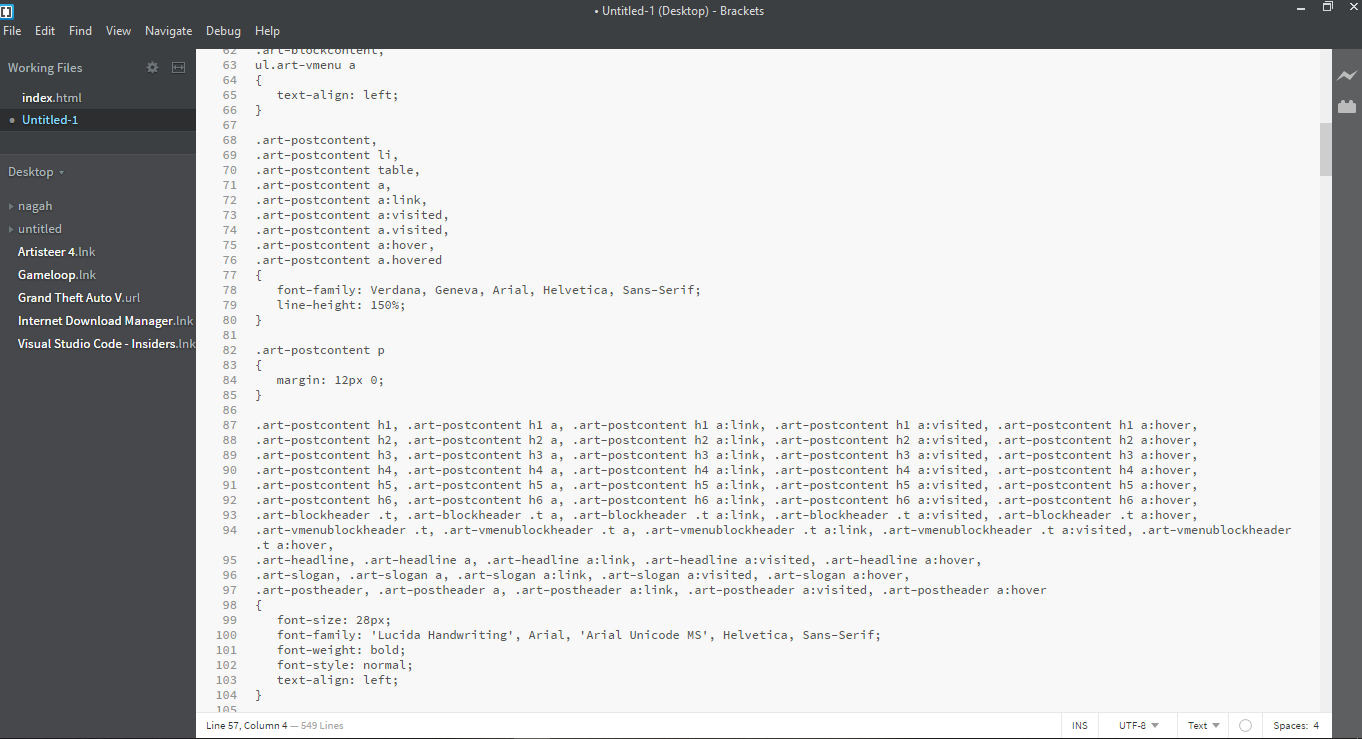 • Untitled-1 (Desktop) - Brackets
File Edit Find View Navigate Debug Help
Working Files
index.html
Untitled-1
Desktop
nagah
untitled
Artisteer 4.lnk
Gameloop.lnk
Grand Theft Auto V.url
Internet Download Manager.lnk
Visual Studio Code - Insiders.lnk
62 .art-blockcontent,
63 ul.art-vmenu a
64 {
65 text-align: left;
66 }
67
68 .art-postcontent,
69 .art-postcontent li,
70 .art-postcontent table,
71 .art-postcontent a,
72 .art-postcontent a:link,
73 .art-postcontent a:visited,
74 .art-postcontent a.visited,
75 .art-postcontent a:hover,
76 .art-postcontent a.hovered
77 {
78 font-family: Verdana, Geneva, Arial, Helvetica, Sans-Serif;
79 line-height: 150%;
80 }
81
82 .art-postcontent p
83 {
84 margin: 12px 0;
85 }
86
87 .art-postcontent h1, .art-postcontent h1 a, .art-postcontent h1 a:link, .art-postcontent h1 a:visited, .art-postcontent h1 a:hover,
88 .art-postcontent h2, .art-postcontent h2 a, .art-postcontent h2 a:link, .art-postcontent h2 a:visited, .art-postcontent h2 a:hover,
89 .art-postcontent h3, .art-postcontent h3 a, .art-postcontent h3 a:link, .art-postcontent h3 a:visited, .art-postcontent h3 a:hover,
90 .art-postcontent h4, .art-postcontent h4 a, .art-postcontent h4 a:link, .art-postcontent h4 a:visited, .art-postcontent h4 a:hover,
91 .art-postcontent h5, .art-postcontent h5 a, .art-postcontent h5 a:link, .art-postcontent h5 a:visited, .art-postcontent h5 a:hover,
92 .art-postcontent h6, .art-postcontent h6 a, .art-postcontent h6 a:link, .art-postcontent h6 a:visited, .art-postcontent h6 a:hover,
93 .art-blockheader .t, .art-blockheader .t a, .art-blockheader .t a:link, .art-blockheader .t a:visited, .art-blockheader .t a:hover,
94 .art-vmenublockheader .t, .art-vmenublockheader .t a, .art-vmenublockheader .t a:link, .art-vmenublockheader .t a:visited, .art-vmenublockheader
.t a:hover,
95 .art-headline, .art-headline a, .art-headline a:link, .art-headline a:visited, .art-headline a:hover,
96 .art-slogan, .art-slogan a, .art-slogan a:link, .art-slogan a:visited, .art-slogan a:hover,
97 .art-postheader, .art-postheader a, .art-postheader a:link, .art-postheader a:visited, .art-postheader a:hover
98 {
99 font-size: 28px;
100 font-family: 'Lucida Handwriting', Arial, 'Arial Unicode MS', Helvetica, Sans-Serif;
101 font-weight: bold;
102 font-style: normal;
103 text-align: left;
104 }
105
Line 57, Column 4 — 549 Lines
INS UTF-8 Text Spaces: 4